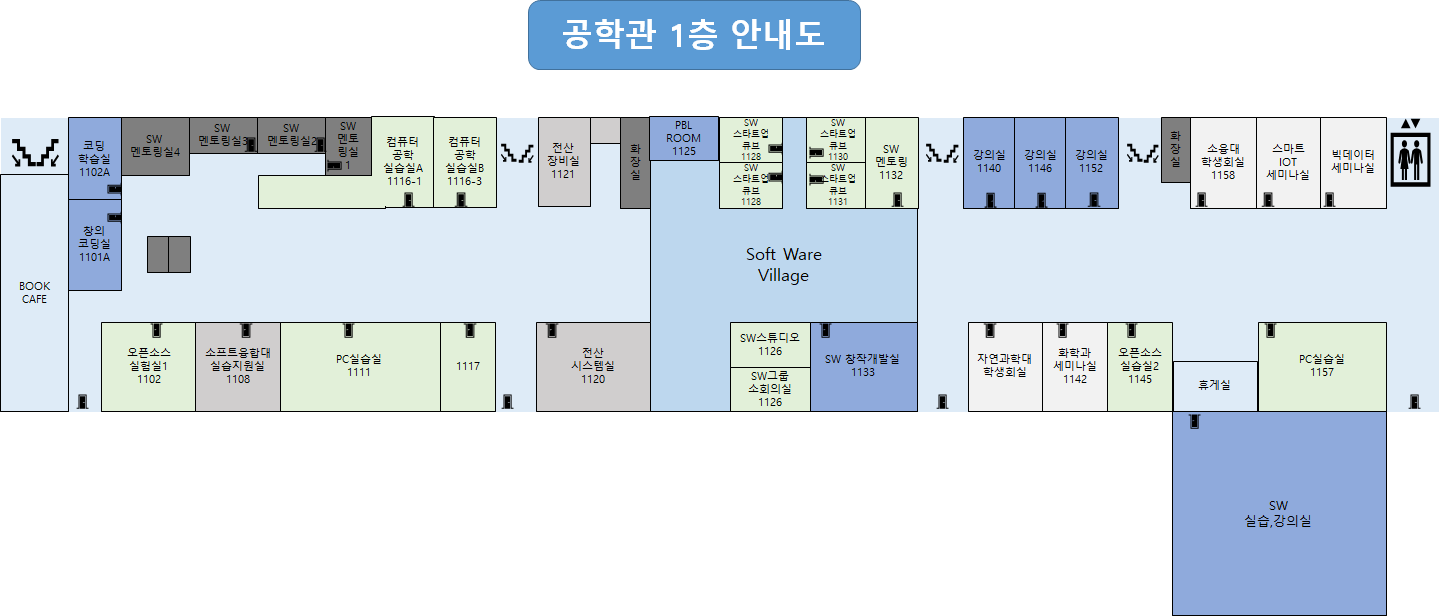 공학관 1층 안내도
코딩
학습실
1102A
SW
멘토링실4
SW
멘토링실3
SW
멘토링실2
SW
멘토
링실
1
컴퓨터
공학
실습실A
1116-1
컴퓨터
공학
실습실B
1116-3
전산
장비실
1121
화
장
실
PBL
ROOM
1125
SW
스타트업
큐브
1128
SW
스타트업
큐브
1128
SW
스타트업
큐브
1130
SW
스타트업
큐브
1131
SW
멘토링
1132
강의실
1140
강의실
1146
강의실
1152
화
장
실
소융대
학생회실
1158
스마트
IOT
세미나실
빅데이터
세미나실
창의
코딩실
1101A
BOOK
CAFE
Soft Ware
Village
오픈소스
실험실1
1102
소프트융합대
실습지원실
1108
PC실습실
1111
1117
전산
시스템실
1120
SW스튜디오
1126
SW그룹
소회의실
1126
SW 창작개발실
1133
자연과학대
학생회실
화학과
세미나실
1142
오픈소스
실습실2
1145
휴게실
PC실습실
1157
SW
실습,강의실